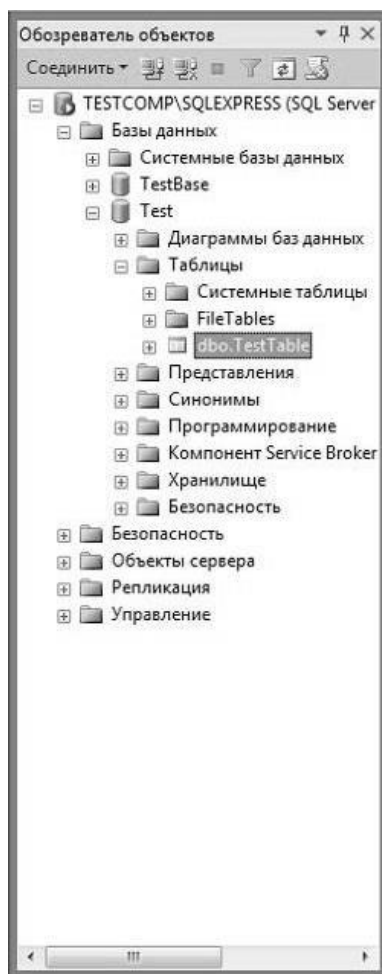 Обозреватель объектов
Соединить
TESTCOMP\SQLEXPRESS (SQL Server
Базы данных
Системные базы данных
TestBase
Test
Диаграммы баз данных
Таблицы
Системные таблицы
FileTables
dbo.TestTable
Представления
Синонимы
Программирование
Компонент Service Broker
Хранилище
Безопасность
Безопасность
Объекты сервера
Репликация
Управление